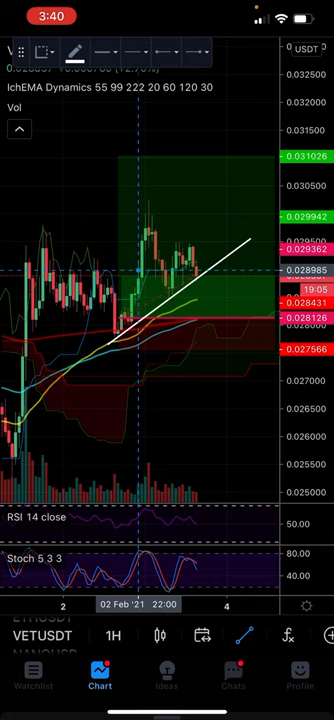 3:40
USDT
0.032500
IchEMA Dynamics 55 99 222 20 60 120 30
0.032000
Vol
0.031500
0.031026
0.030500
0.029942
0.029362
0.028985
19:05
0.028431
0.028126
0.027566
0.027000
0.026500
0.026000
0.025500
0.025000
RSI 14 close
50.00
Stoch 5 3 3
80.00
40.00
2
02 Feb '21 22:00
4
VETUSDT
1H
Watchlist
Chart
Ideas
Chats
Profile